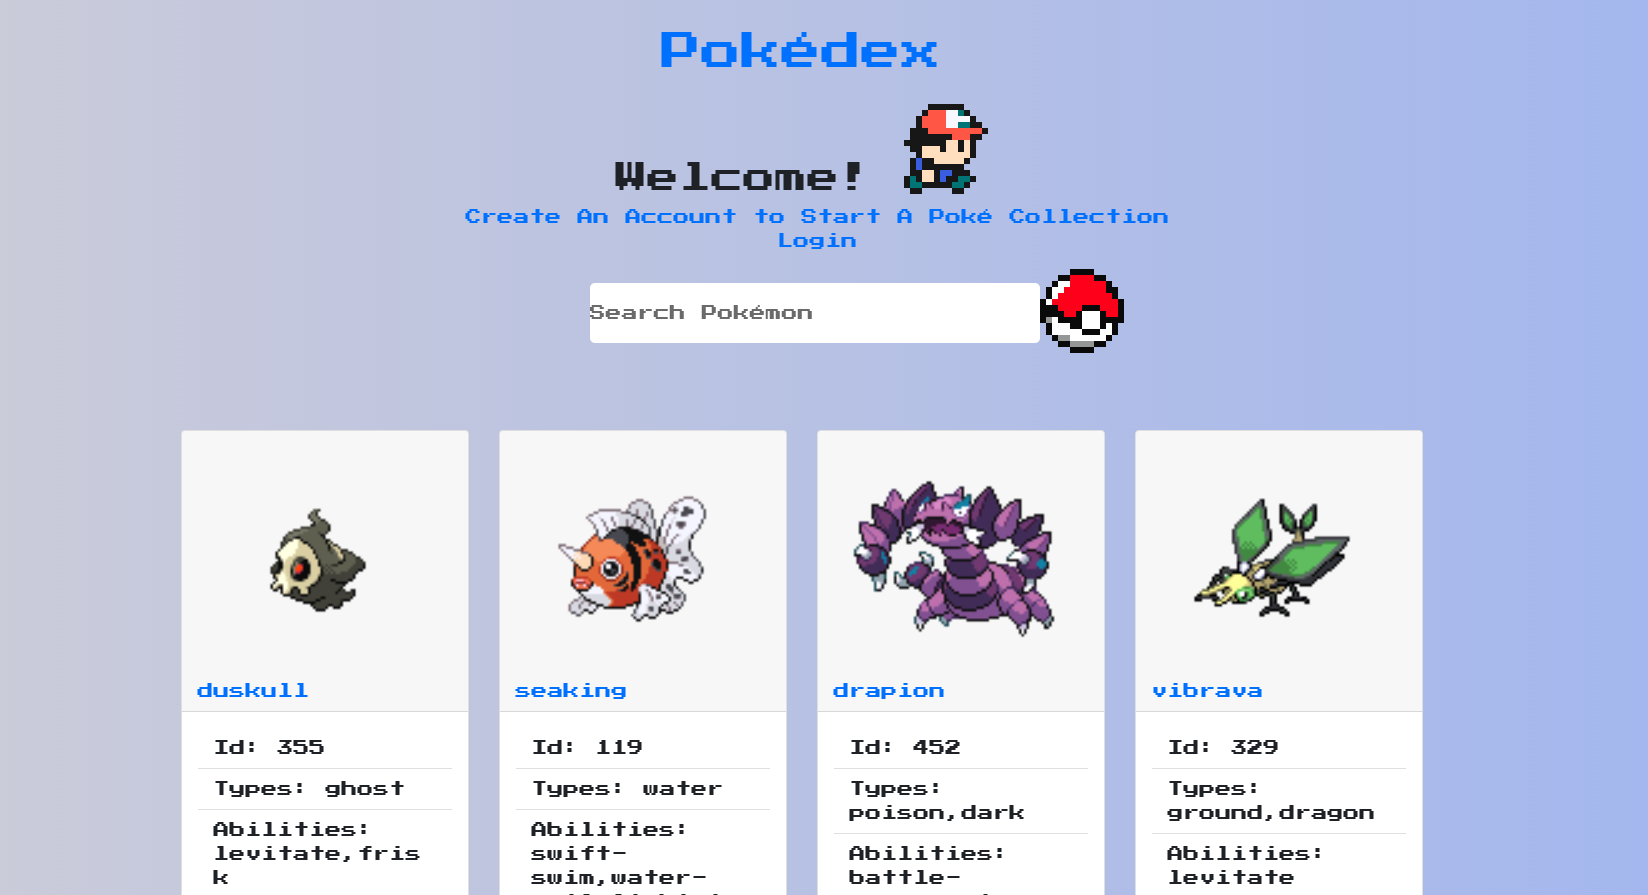 Pokédex
Welcome!
Create An Account to Start A Poké Collection
Login
Search Pokémon
duskull
Id: 355
Types: ghost
Abilities:
levitate,fris
k
seaking
Id: 119
Types: water
Abilities:
swift-
swim,water-
drapion
Id: 452
Types:
poison,dark
Abilities:
battle-
vibrava
Id: 329
Types:
ground,dragon
Abilities:
levitate